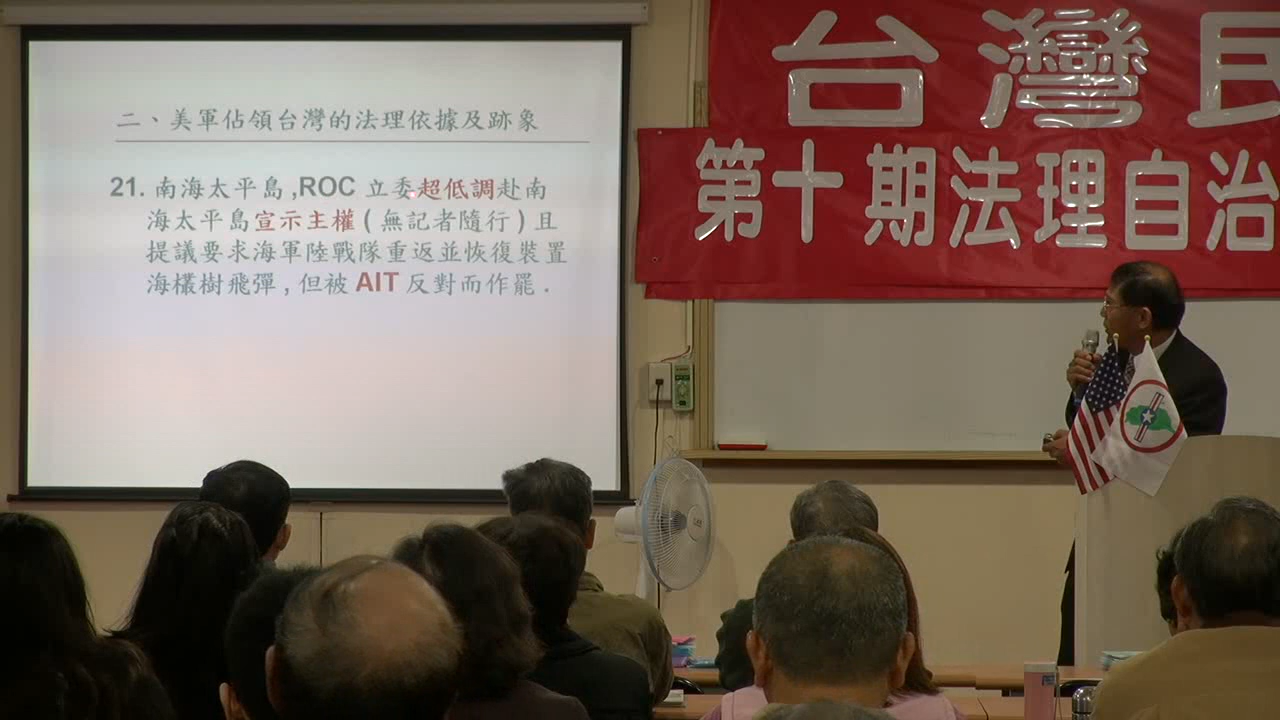 二、美軍佔領台灣的法理依據及跡象
21. 南海太平島,ROC 立委超低調赴南
海太平島宣示主權(無記者隨行)且
提議要求海軍陸戰隊重返並恢復裝置
海欉樹飛彈,但被 AIT 反對而作罷.
台灣民
第十期法理自治